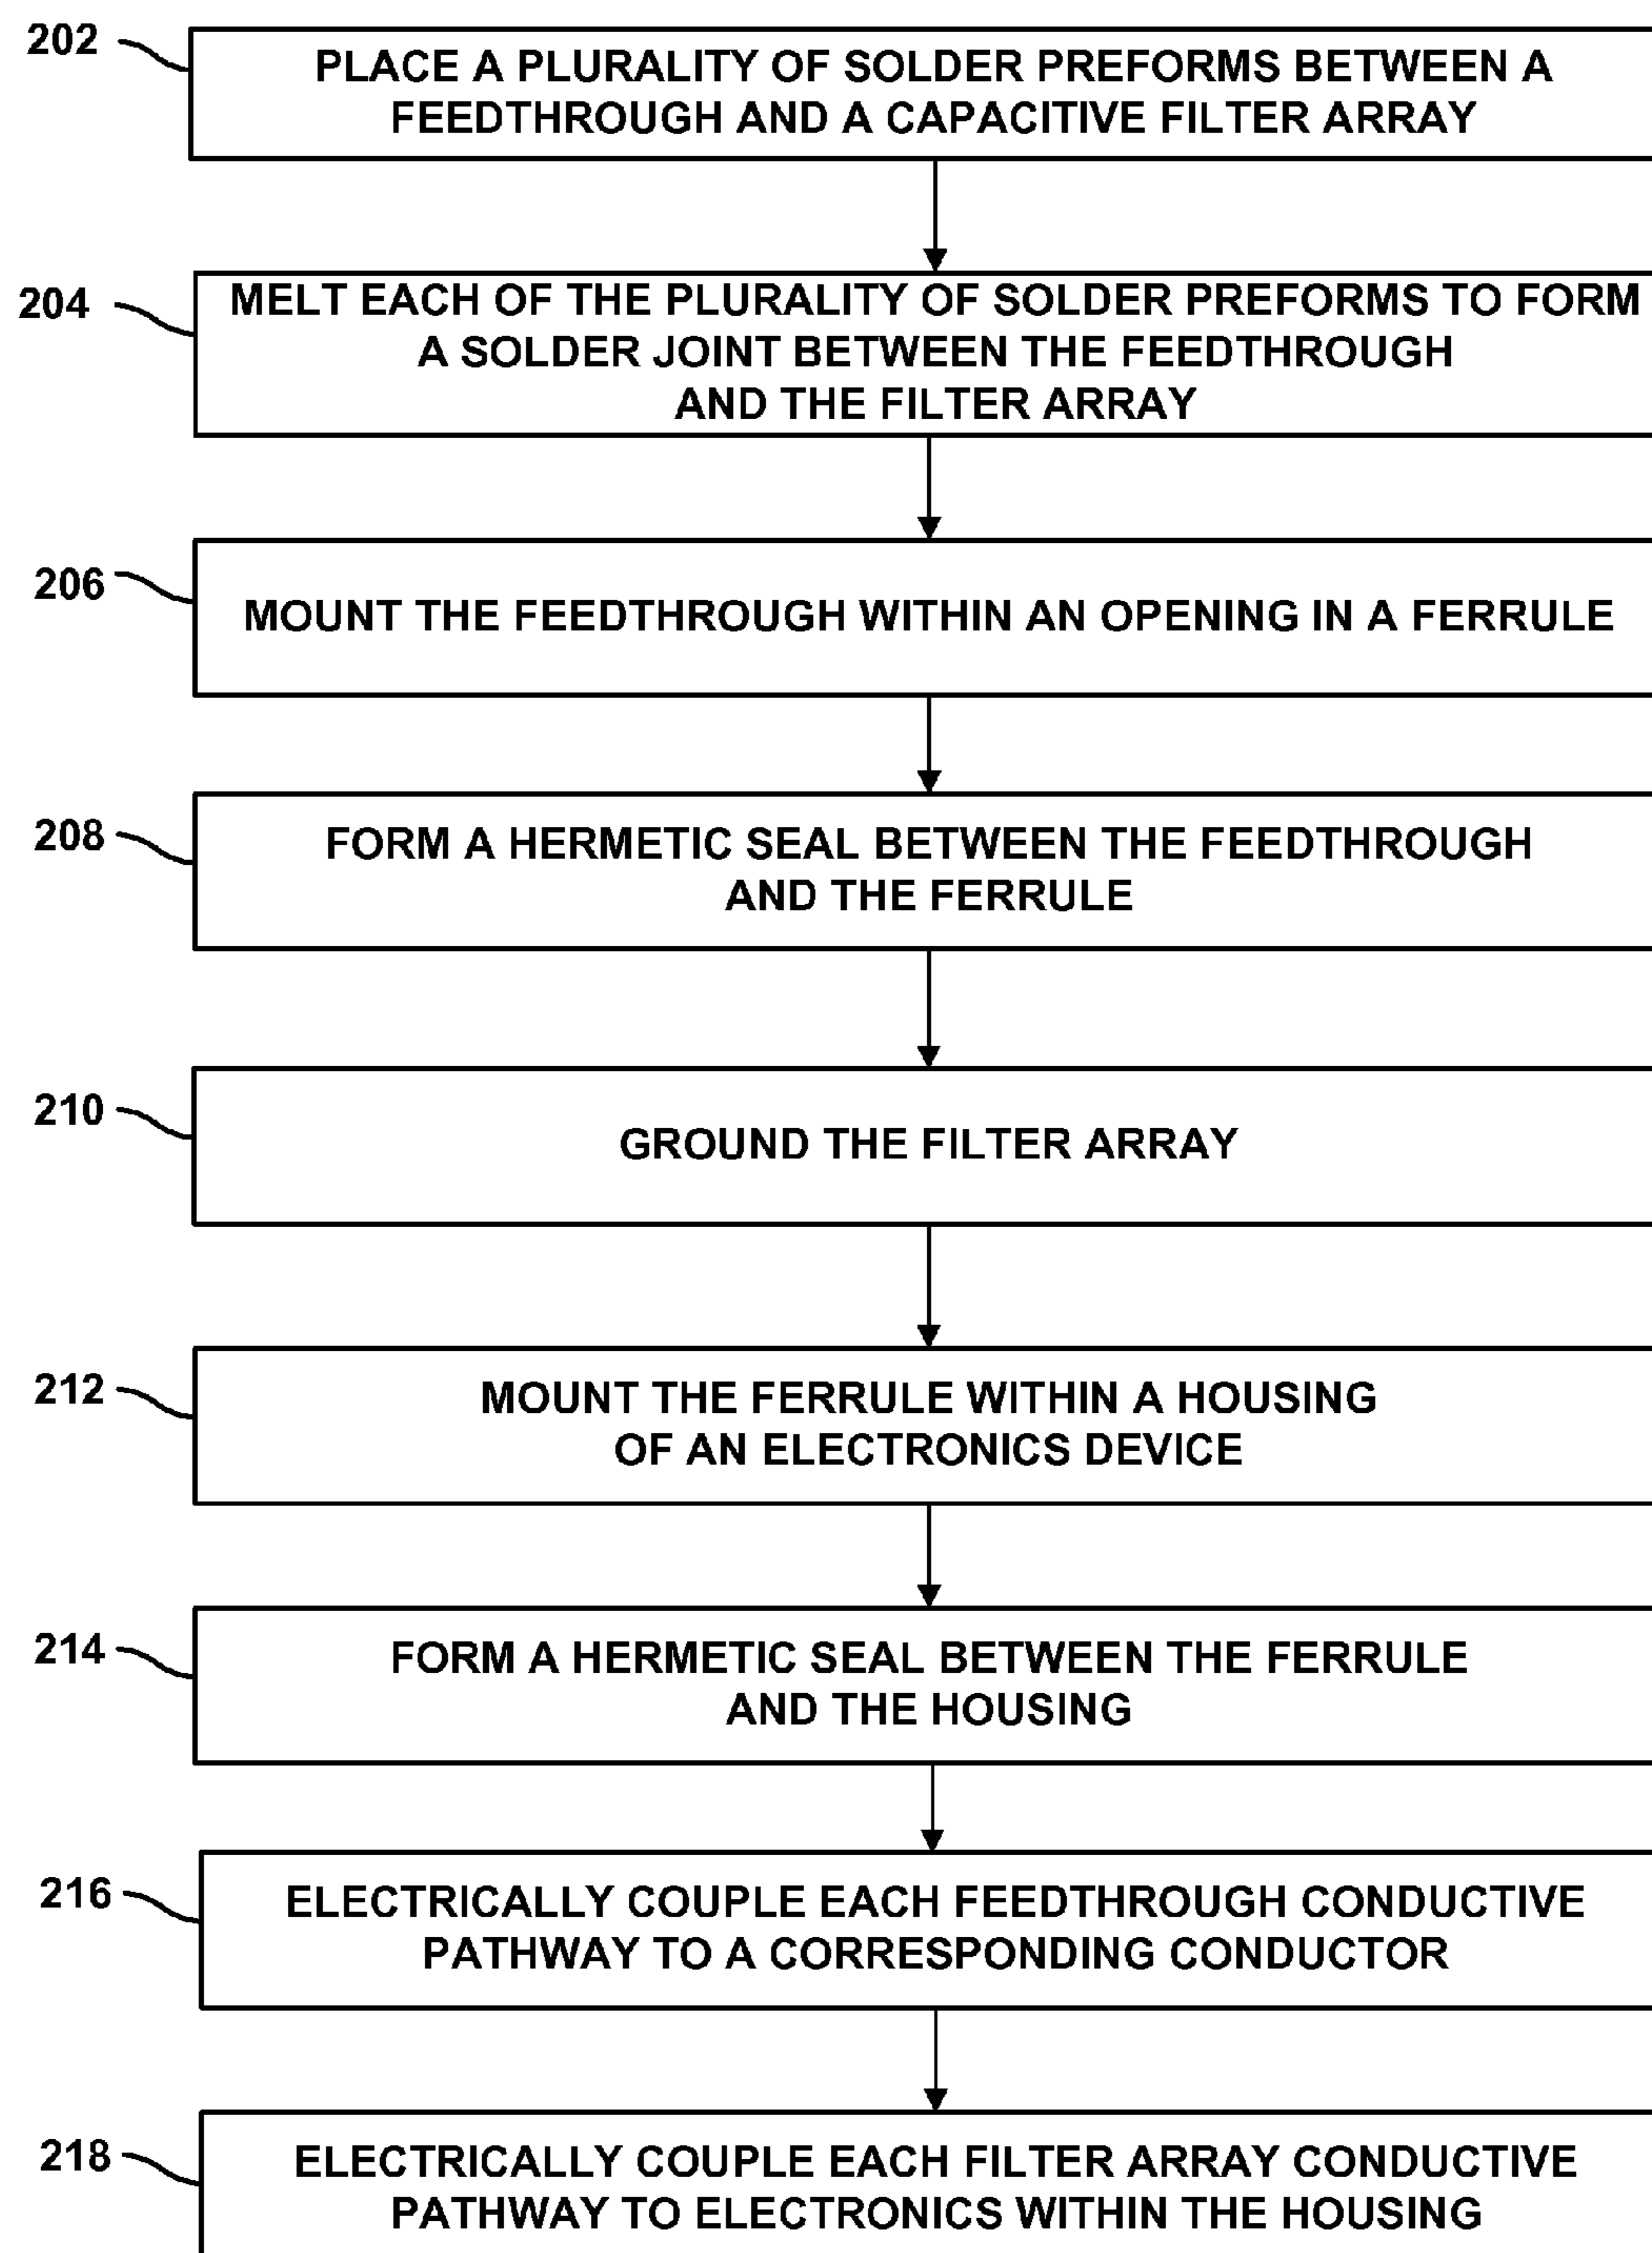 202
PLACE A PLURALITY OF SOLDER PREFORMS BETWEEN A
FEEDTHROUGH AND A CAPACITIVE FILTER ARRAY
204
MELT EACH OF THE PLURALITY OF SOLDER PREFORMS TO FORM
A SOLDER JOINT BETWEEN THE FEEDTHROUGH
AND THE FILTER ARRAY
206
MOUNT THE FEEDTHROUGH WITHIN AN OPENING IN A FERRULE
208
FORM A HERMETIC SEAL BETWEEN THE FEEDTHROUGH
AND THE FERRULE
210
GROUND THE FILTER ARRAY
212
MOUNT THE FERRULE WITHIN A HOUSING
OF AN ELECTRONICS DEVICE
214
FORM A HERMETIC SEAL BETWEEN THE FERRULE
AND THE HOUSING
216
ELECTRICALLY COUPLE EACH FEEDTHROUGH CONDUCTIVE
PATHWAY TO A CORRESPONDING CONDUCTOR
218
ELECTRICALLY COUPLE EACH FILTER ARRAY CONDUCTIVE
PATHWAY TO ELECTRONICS WITHIN THE HOUSING